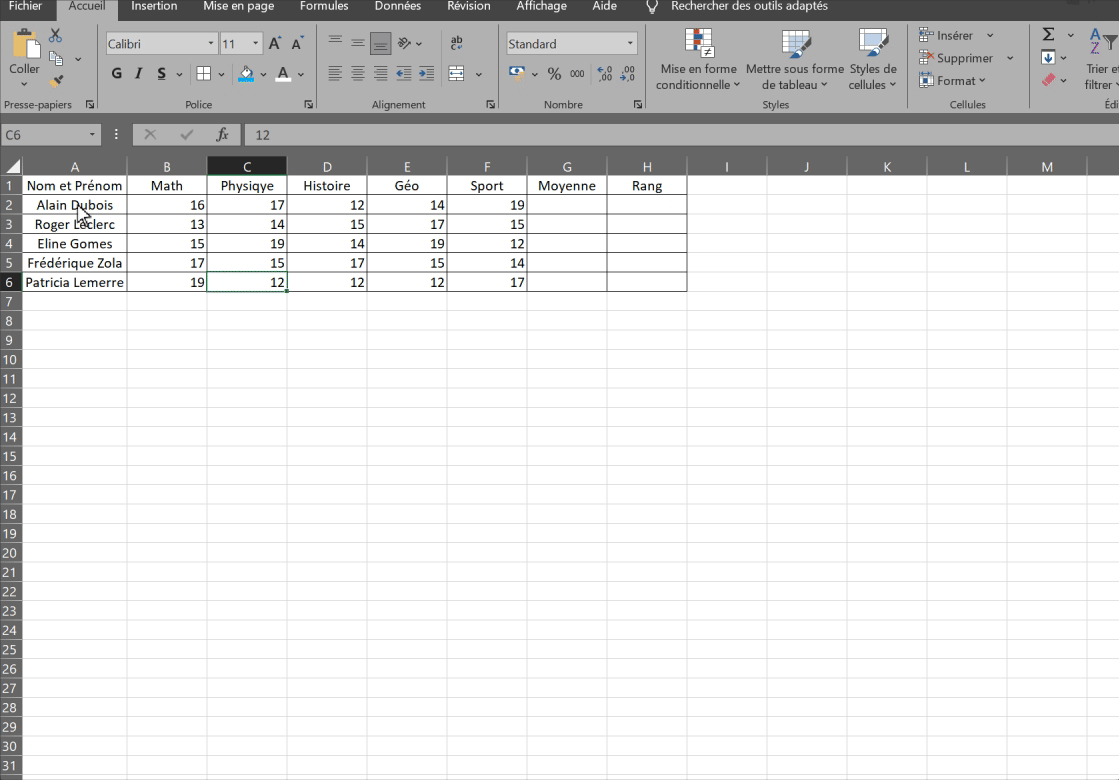 Fichier Accueil Insertion Mise en page Formules Données Révision Affichage Aide Rechercher des outils adaptés
Coller
Presse-papiers
Calibri 11 A A
G I S A
Police
ab
Alignement
Standard
% 000 ,00 ,00
Nombre
Mise en forme conditionnelle
Mettre sous forme de tableau
Styles de cellules
Styles
Insérer
Supprimer
Format
Cellules
Σ
A
Z
Trier et
filtrer
Édi
C6 fx 12
A B C D E F G H I J K L M
1 Nom et Prénom Math Physiqye Histoire Géo Sport Moyenne Rang
2 Alain Dubois 16 17 12 14 19
3 Roger Leclerc 13 14 15 17 15
4 Eline Gomes 15 19 14 19 12
5 Frédérique Zola 17 15 17 15 14
6 Patricia Lemerre 19 12 12 12 17
7
8
9
10
11
12
13
14
15
16
17
18
19
20
21
22
23
24
25
26
27
28
29
30
31